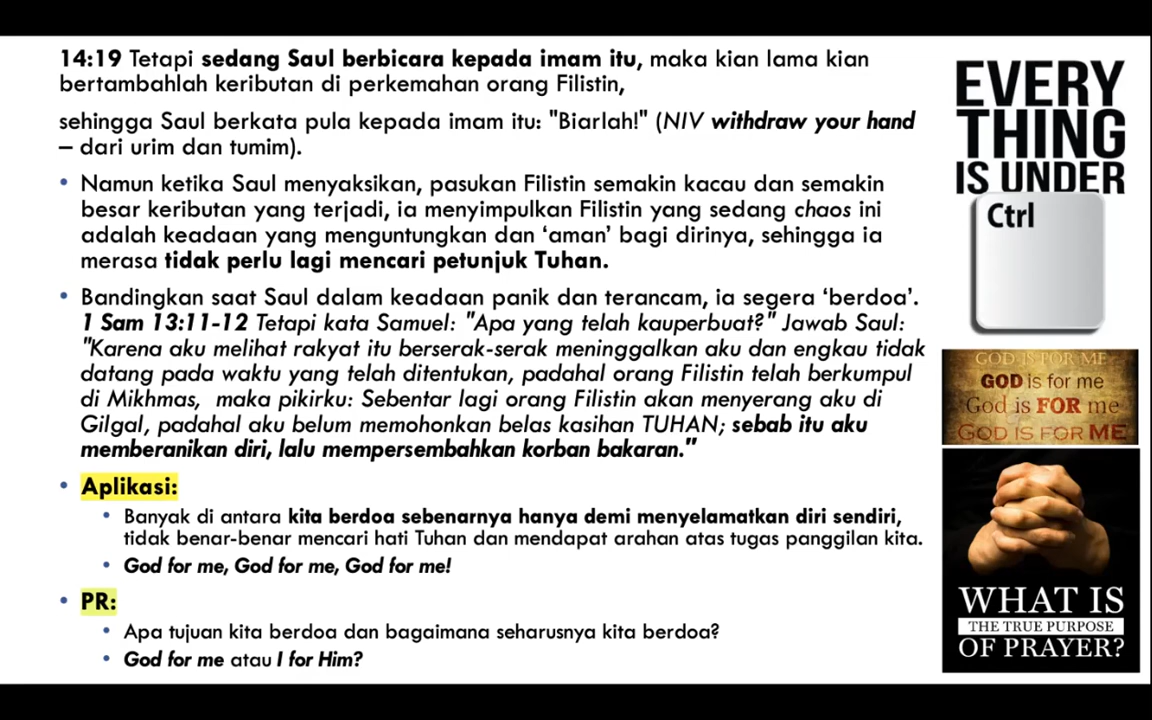 14:19 Tetapi sedang Saul berbicara kepada imam itu, maka kian lama kian
bertambahlah keributan di perkemahan orang Filistin,
sehingga Saul berkata pula kepada imam itu: "Biarlah!" (NIV withdraw your hand
– dari urim dan tumim).
• Namun ketika Saul menyaksikan, pasukan Filistin semakin kacau dan semakin
besar keributan yang terjadi, ia menyimpulkan Filistin yang sedang chaos ini
adalah keadaan yang menguntungkan dan ‘aman’ bagi dirinya, sehingga ia
merasa tidak perlu lagi mencari petunjuk Tuhan.
• Bandingkan saat Saul dalam keadaan panik dan terancam, ia segera ‘berdoa’.
1 Sam 13:11-12 Tetapi kata Samuel: "Apa yang telah kauperbuat?" Jawab Saul:
"Karena aku melihat rakyat itu berserak-serak meninggalkan aku dan engkau tidak
datang pada waktu yang telah ditentukan, padahal orang Filistin telah berkumpul
di Mikhmas, maka pikirku: Sebentar lagi orang Filistin akan menyerang aku di
Gilgal, padahal aku belum memohonkan belas kasihan TUHAN; sebab itu aku
memberanikan diri, lalu mempersembahkan korban bakaran."
• Aplikasi:
• Banyak di antara kita berdoa sebenarnya hanya demi menyelamatkan diri sendiri,
tidak benar-benar mencari hati Tuhan dan mendapat arahan atas tugas panggilan kita.
• God for me, God for me, God for me!
• PR:
• Apa tujuan kita berdoa dan bagaimana seharusnya kita berdoa?
• God for me atau I for Him?
EVERY
THING
IS UNDER
Ctrl
GOD IS FOR ME
GOD is for me
God is FOR me
GOD IS FOR ME
WHAT IS
THE TRUE PURPOSE
OF PRAYER?